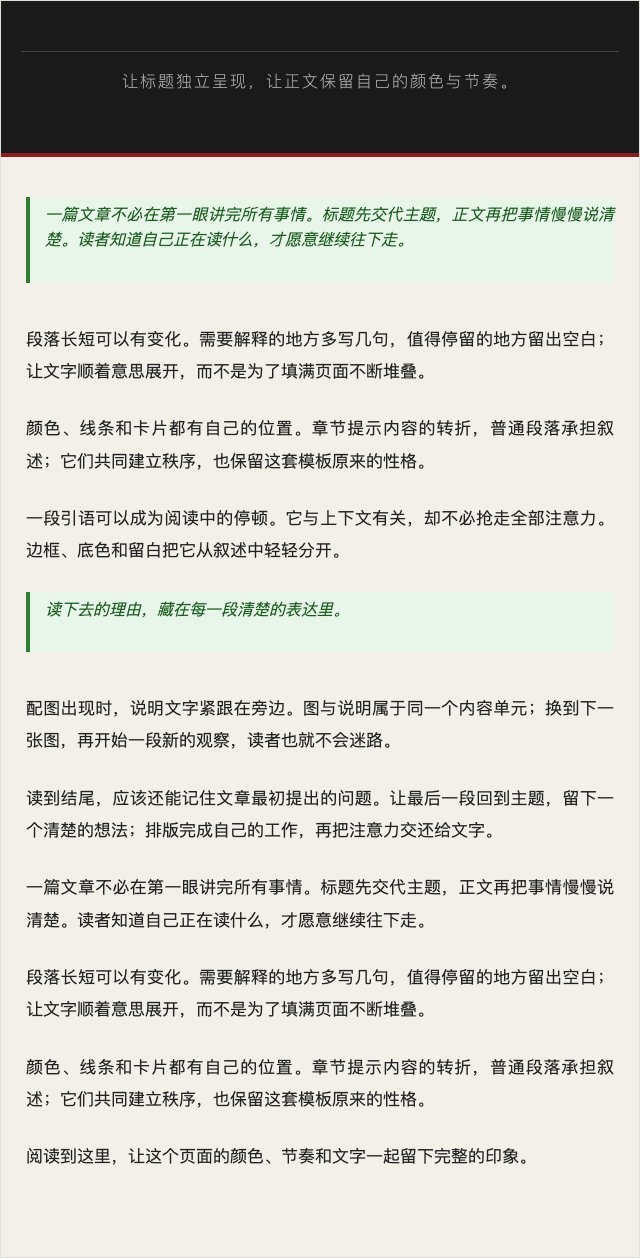 让标题独立呈现，让正文保留自己的颜色与节奏。
一篇文章不必在第一眼讲完所有事情。标题先交代主题，正文再把事情慢慢说清
楚。读者知道自己正在读什么，才愿意继续往下走。
段落长短可以有变化。需要解释的地方多写几句，值得停留的地方留出空白；
让文字顺着意思展开，而不是为了填满页面不断堆叠。
颜色、线条和卡片都有自己的位置。章节提示内容的转折，普通段落承担叙
述；它们共同建立秩序，也保留这套模板原来的性格。
一段引语可以成为阅读中的停顿。它与上下文有关，却不必抢走全部注意力。
边框、底色和留白把它从叙述中轻轻分开。
读下去的理由，藏在每一段清楚的表达里。
配图出现时，说明文字紧跟在旁边。图与说明属于同一个内容单元；换到下一
张图，再开始一段新的观察，读者也就不会迷路。
读到结尾，应该还能记住文章最初提出的问题。让最后一段回到主题，留下一
个清楚的想法；排版完成自己的工作，再把注意力交还给文字。
一篇文章不必在第一眼讲完所有事情。标题先交代主题，正文再把事情慢慢说
清楚。读者知道自己正在读什么，才愿意继续往下走。
段落长短可以有变化。需要解释的地方多写几句，值得停留的地方留出空白；
让文字顺着意思展开，而不是为了填满页面不断堆叠。
颜色、线条和卡片都有自己的位置。章节提示内容的转折，普通段落承担叙
述；它们共同建立秩序，也保留这套模板原来的性格。
阅读到这里，让这个页面的颜色、节奏和文字一起留下完整的印象。